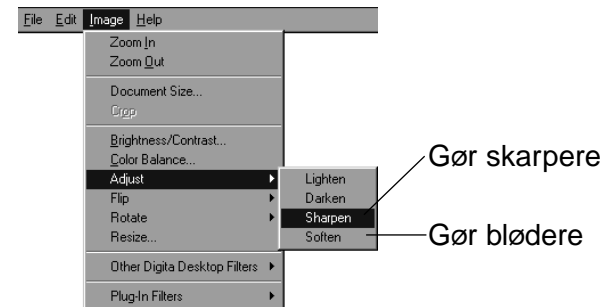 File Edit Image Help
Zoom In
Zoom Out
Document Size...
Crop
Brightness/Contrast...
Color Balance...
Adjust
Flip
Rotate
Resize...
Other Digita Desktop Filters
Plug-In Filters
Lighten
Darken
Sharpen
Soften
Gør skarpere
Gør blødere